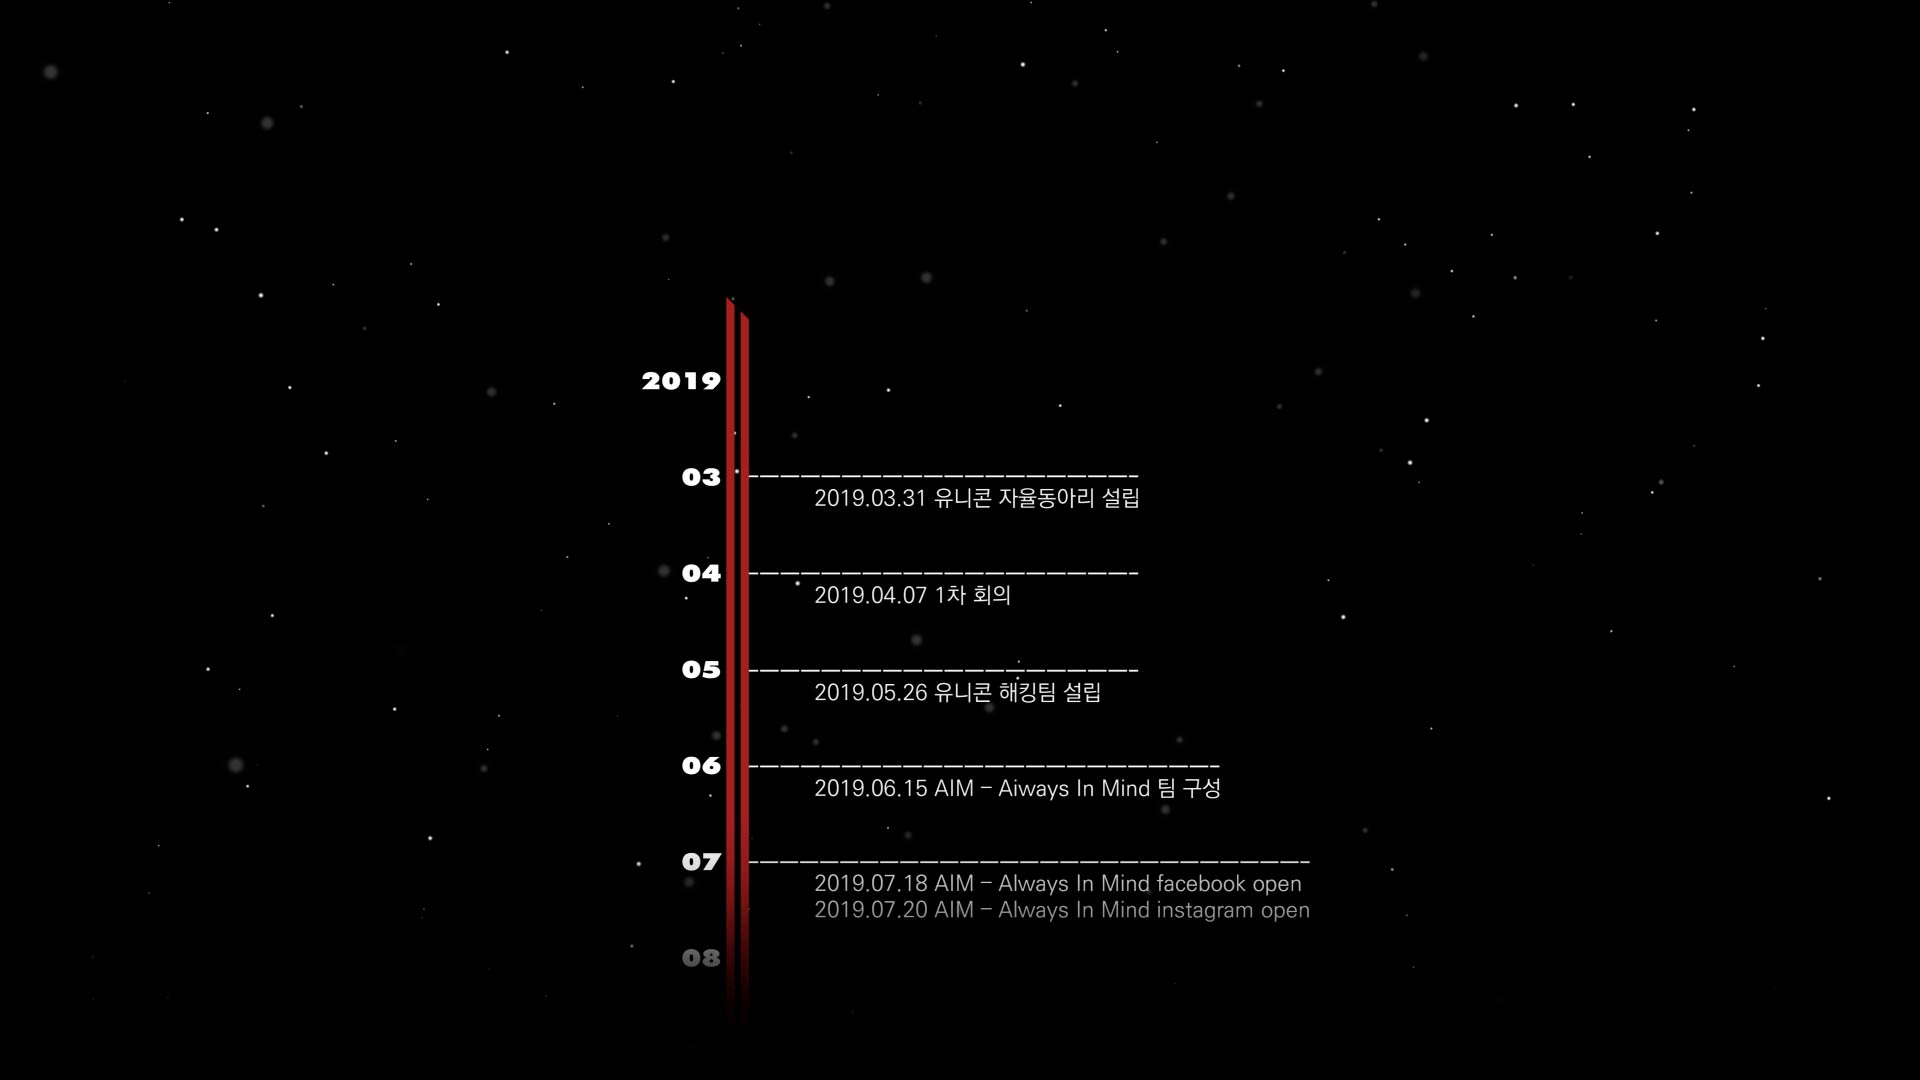 2019
03
2019.03.31 유니콘 자율동아리 설립
04
2019.04.07 1차 회의
05
2019.05.26 유니콘 해킹팀 설립
06
2019.06.15 AIM – Aiways In Mind 팀 구성
07
2019.07.18 AIM – Always In Mind facebook open
2019.07.20 AIM – Always In Mind instagram open
08